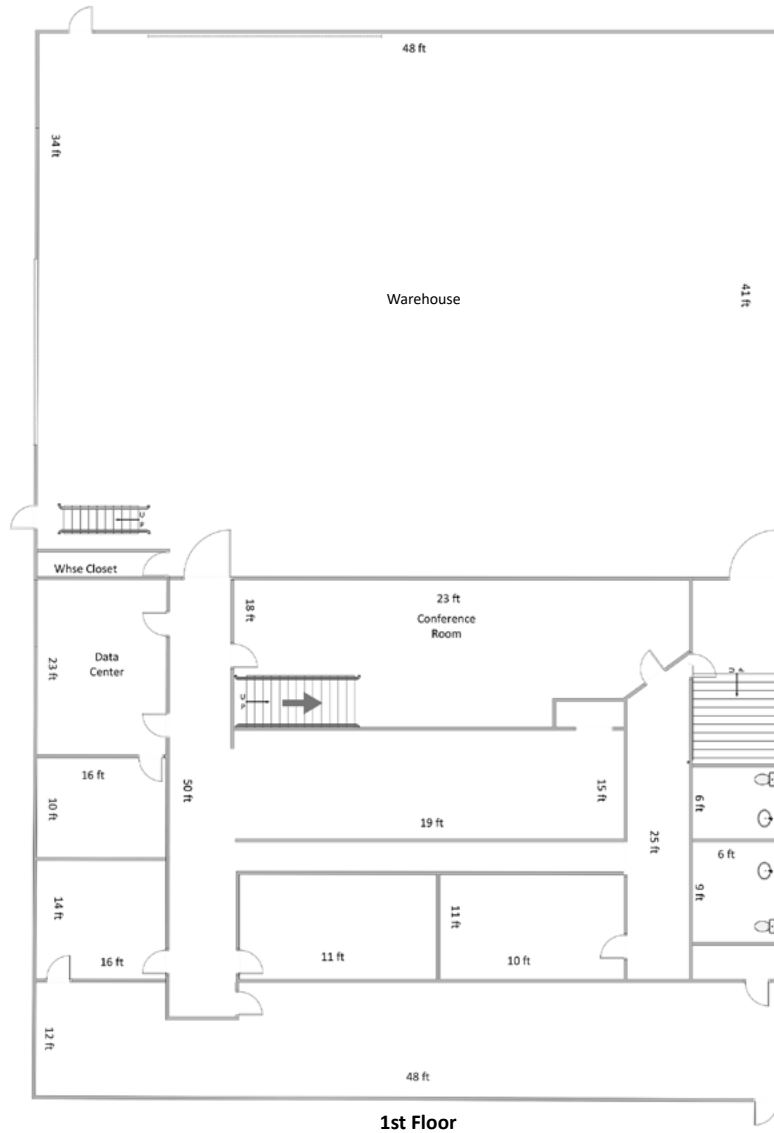 48 ft
34 ft
Warehouse
41 ft
U
P
Whse Closet
18 ft
23 ft
Conference
Room
23 ft
Data
Center
U
P
U P
16 ft
10 ft
50 ft
15 ft
6 ft
19 ft
25 ft
6 ft
9 ft
14 ft
11 ft
16 ft
11 ft
10 ft
12 ft
48 ft
1st Floor